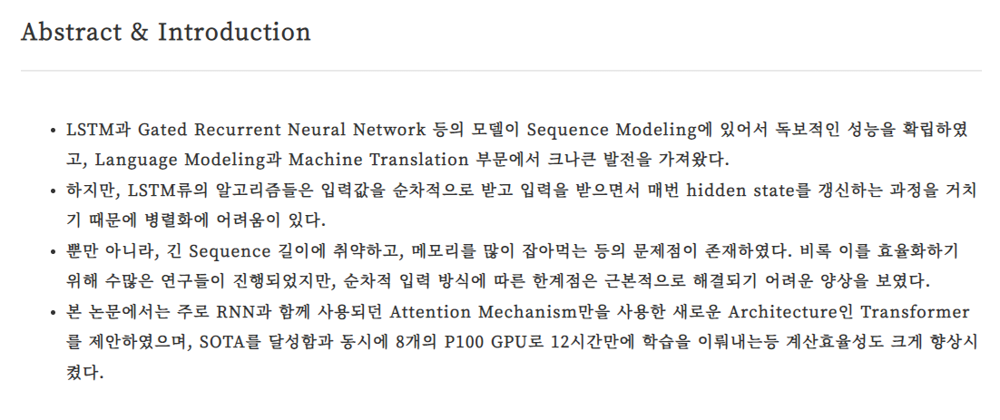 Abstract & Introduction
• LSTM과 Gated Recurrent Neural Network 등의 모델이 Sequence Modeling에 있어서 독보적인 성능을 확립하였
고, Language Modeling과 Machine Translation 부문에서 크나큰 발전을 가져왔다.
• 하지만, LSTM류의 알고리즘들은 입력값을 순차적으로 받고 입력을 받으면서 매번 hidden state를 갱신하는 과정을 거치
기 때문에 병렬화에 어려움이 있다.
• 뿐만 아니라, 긴 Sequence 길이에 취약하고, 메모리를 많이 잡아먹는 등의 문제점이 존재하였다. 비록 이를 효율화하기
위해 수많은 연구들이 진행되었지만, 순차적 입력 방식에 따른 한계점은 근본적으로 해결되기 어려운 양상을 보였다.
• 본 논문에서는 주로 RNN과 함께 사용되던 Attention Mechanism만을 사용한 새로운 Architecture인 Transformer
를 제안하였으며, SOTA를 달성함과 동시에 8개의 P100 GPU로 12시간만에 학습을 이뤄내는등 계산효율성도 크게 향상시
켰다.